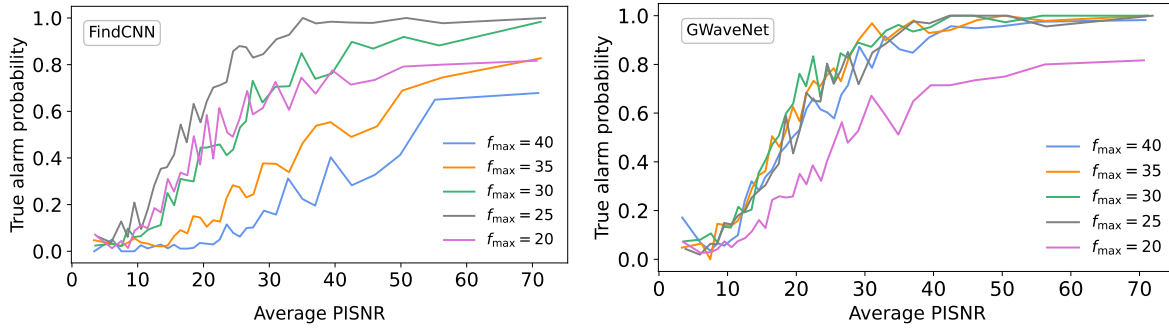 FindCNN
True alarm probability
1.0
0.8
0.6
0.4
0.2
0.0
f_max = 40
f_max = 35
f_max = 30
f_max = 25
f_max = 20
0 10 20 30 40 50 60 70
Average PISNR
GWaveNet
True alarm probability
1.0
0.8
0.6
0.4
0.2
0.0
f_max = 40
f_max = 35
f_max = 30
f_max = 25
f_max = 20
0 10 20 30 40 50 60 70
Average PISNR